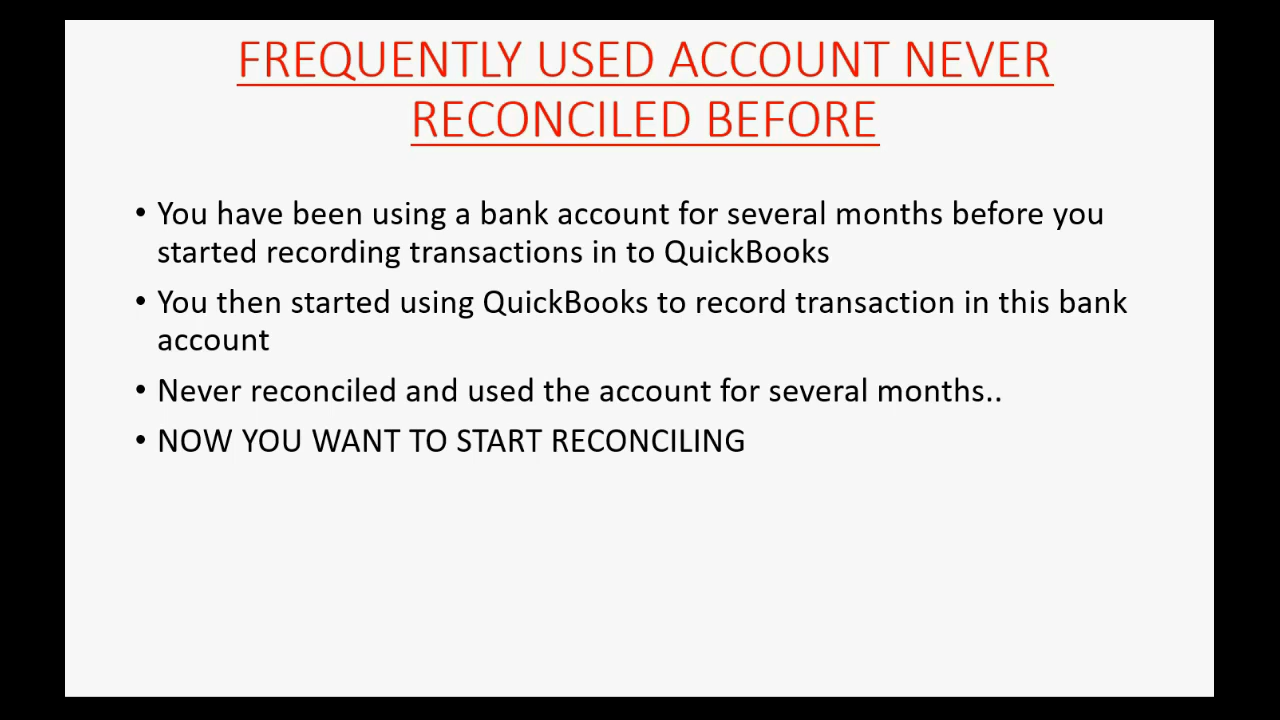 FREQUENTLY USED ACCOUNT NEVER
RECONCILED BEFORE
• You have been using a bank account for several months before you
started recording transactions in to QuickBooks
• You then started using QuickBooks to record transaction in this bank
account
• Never reconciled and used the account for several months..
• NOW YOU WANT TO START RECONCILING